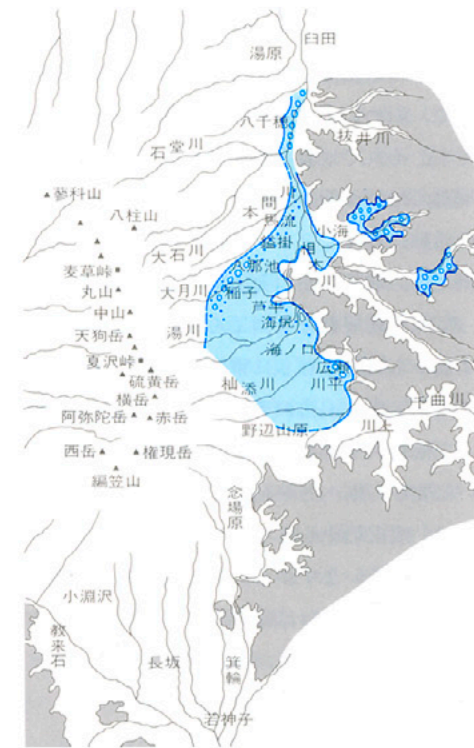 臼田
湯原
八千穂
抜井川
石堂川
蓼科山
八柱山
本間川
小海
大石川
麦草峠
丸山
大月川
稲子
中山
芦平
天狗岳
湯川
海尻
夏沢峠
海ノ口
硫黄岳
広瀬
横岳
杣添川
川平
千曲川
阿弥陀岳
赤岳
野辺山原
川上
西岳
権現岳
編笠山
念場原
小淵沢
教来石
長坂
箕輪
若神子